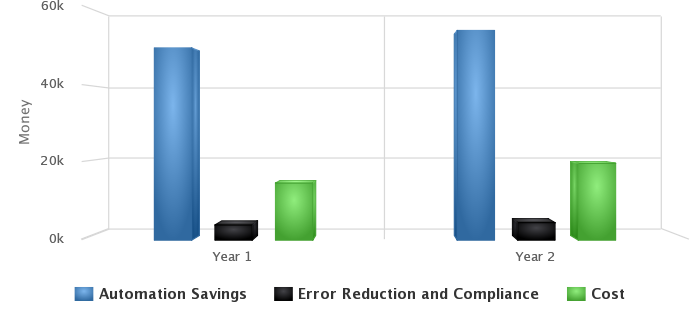 60k
40k
Money
20k
0k
Year 1 Year 2
Automation Savings Error Reduction and Compliance Cost